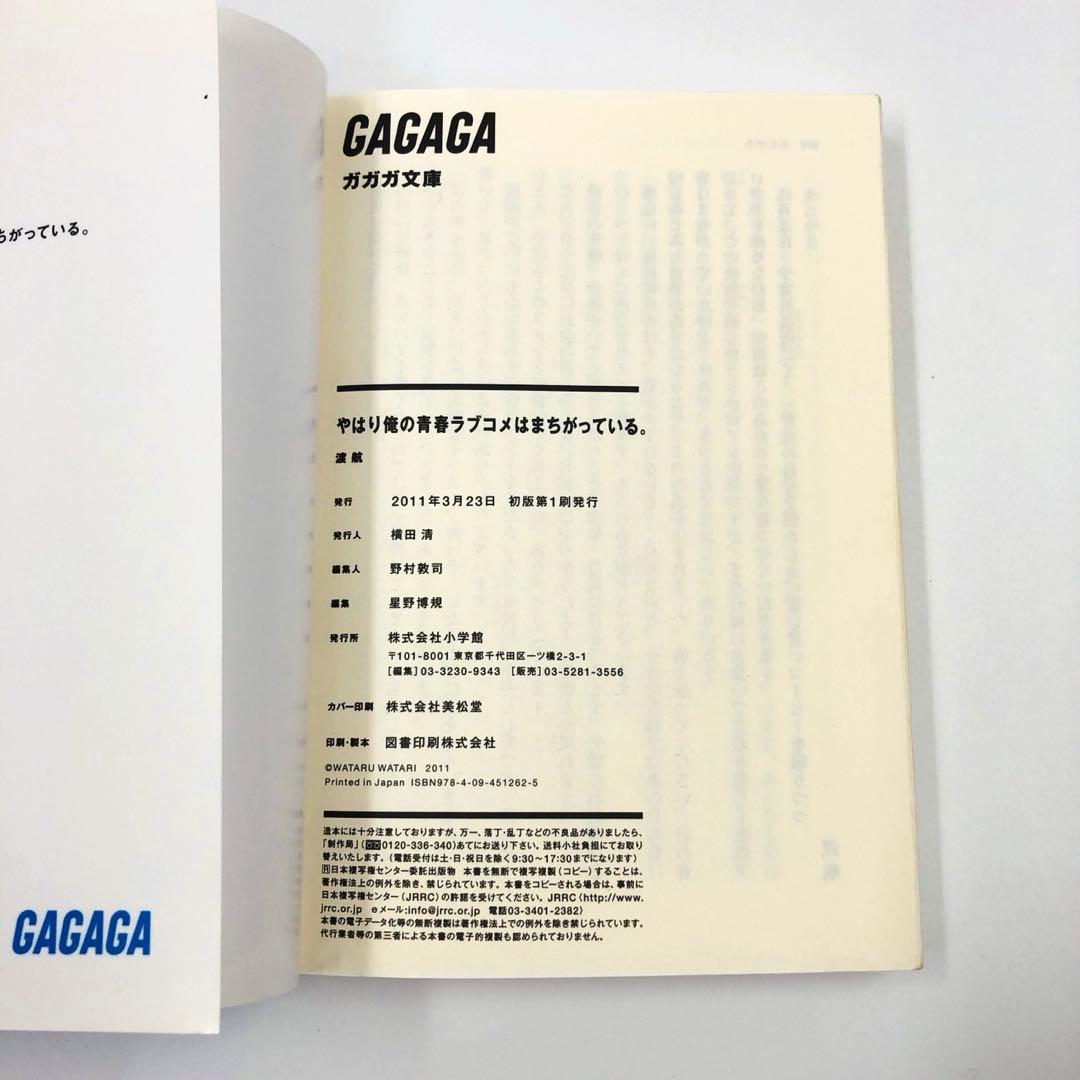 ちがっている。
GAGAGA
GAGAGA
ガガガ文庫
やはり俺の青春ラブコメはまちがっている。
渡 航
発行 2011年3月23日 初版第1刷発行
発行人 横田 清
編集人 野村敦司
編集 星野博規
発行所 株式会社小学館
〒101-8001 東京都千代田区一ツ橋2-3-1
[編集]03-3230-9343 [販売]03-5281-3556
カバー印刷 株式会社美松堂
印刷・製本 図書印刷株式会社
©WATARU WATARI 2011
Printed in Japan ISBN978-4-09-451262-5
造本には十分注意しておりますが、万一、落丁・乱丁などの不良品がありましたら、
「制作局」(0120-336-340)あてにお送り下さい。送料小社負担にてお取り
替えいたします。(電話受付は土・日・祝日を除く9:30〜17:30までになります)
R日本複写権センター委託出版物 本書を無断で複写複製(コピー)することは、
著作権法上の例外を除き、禁じられています。本書をコピーされる場合は、事前に
日本複写権センター(JRRC)の許諾を受けてください。JRRC(http://www.
jrrc.or.jp eメール:info@jrrc.or.jp 電話03-3401-2382)
本書の電子データ化等の無断複製は著作権法上での例外を除き禁じられています。
代行業者等の第三者による本書の電子的複製も認められておりません。